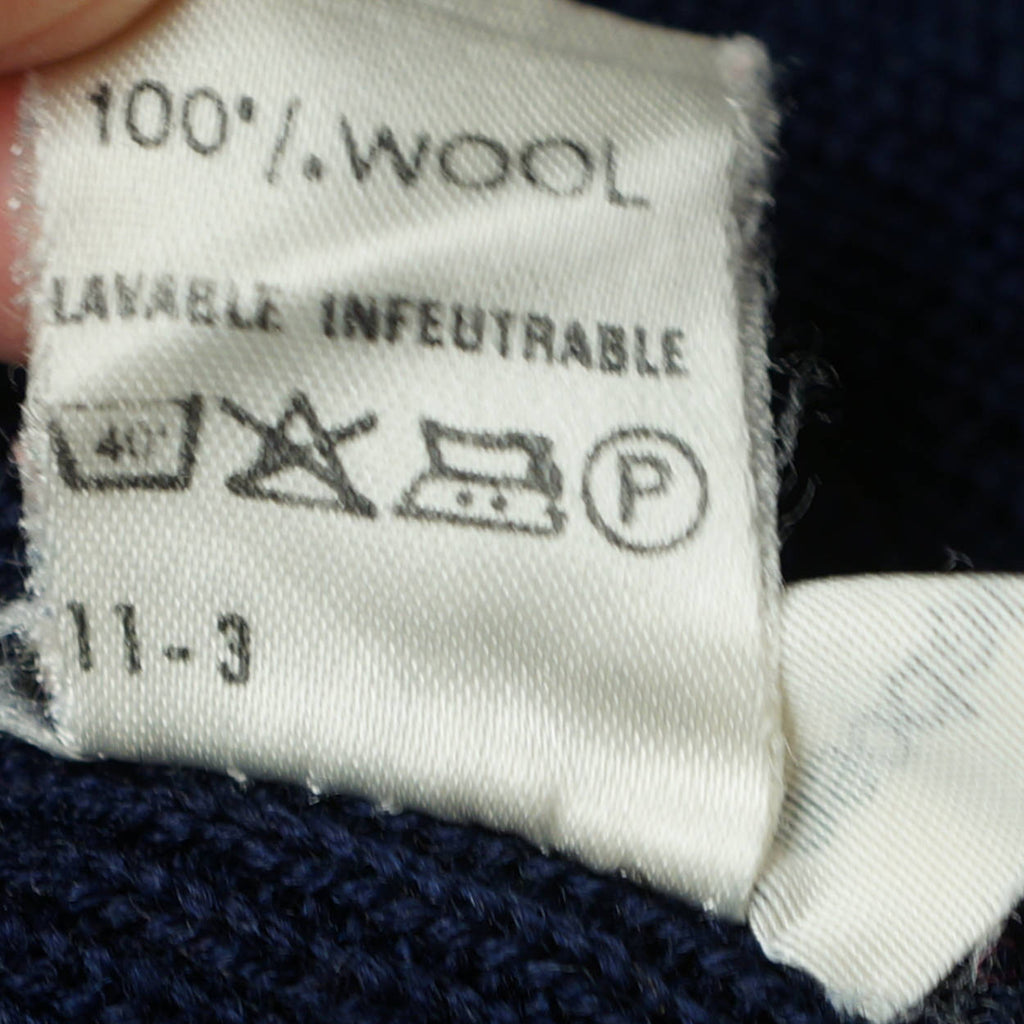 100%.WOOL
LAVABLE INFEUTRABLE
40°
P
11-3